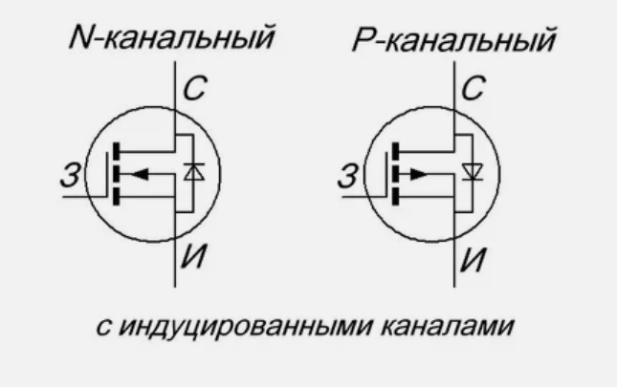 N-канальный P-канальный
С С
З З
И И
с индуцированными каналами